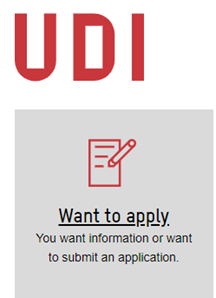 UDI
Want to apply
You want information or want
to submit an application.